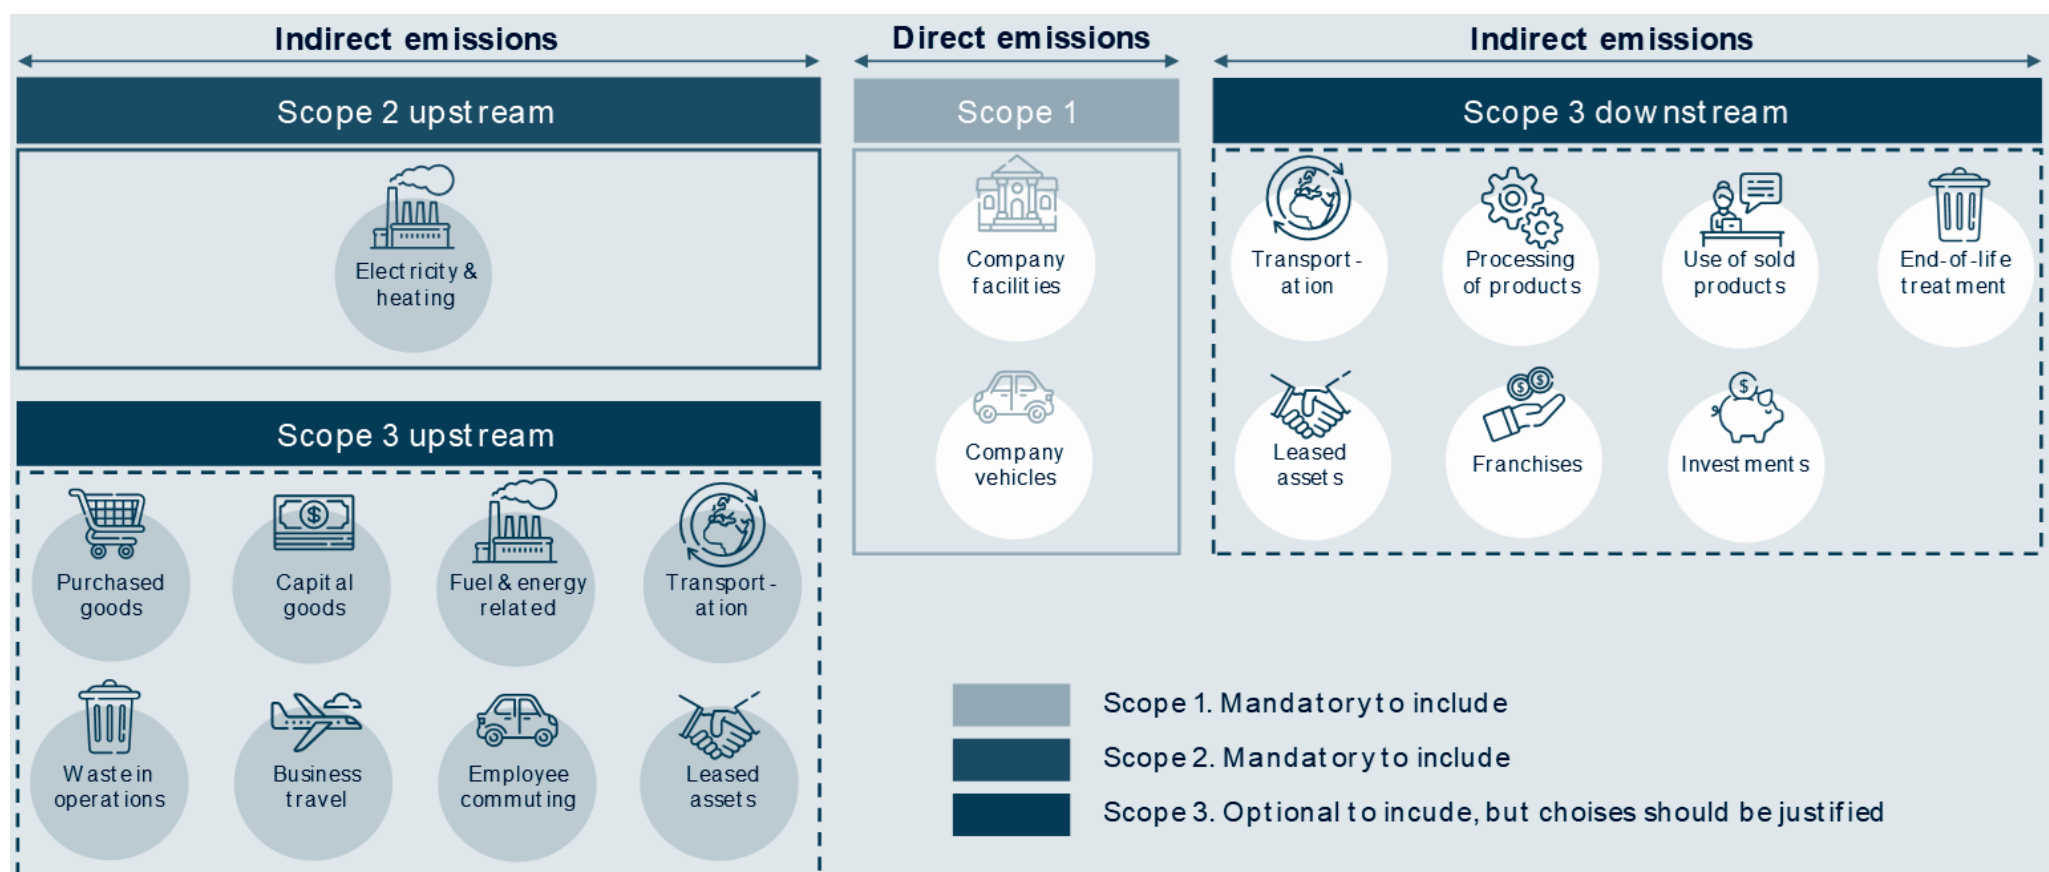 Indirect emissions
Scope 2 upstream
Electricity &
heating
Scope 3 upstream
Purchased
goods
Capital
goods
Fuel & energy
related
Transport-
ation
Waste in
operations
Business
travel
Employee
commuting
Leased
assets
Direct emissions
Scope 1
Company
facilities
Company
vehicles
Indirect emissions
Scope 3 downstream
Transport-
ation
Processing
of products
Use of sold
products
End-of-life
treatment
Leased
assets
Franchises
Investments
Scope 1. Mandatory to include
Scope 2. Mandatory to include
Scope 3. Optional to incude, but choises should be justified